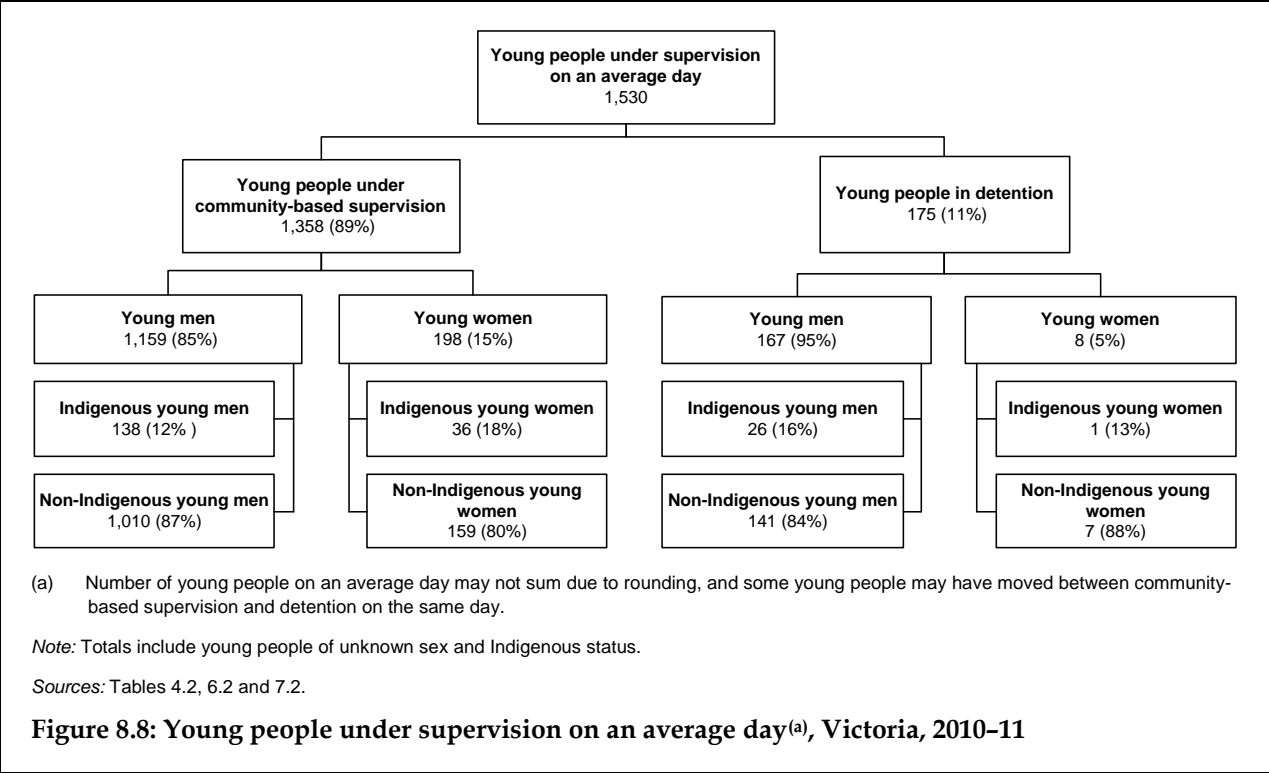 Young people under supervision
on an average day
1,530
Young people under
community-based supervision
1,358 (89%)
Young people in detention
175 (11%)
Young men
1,159 (85%)
Young women
198 (15%)
Young men
167 (95%)
Young women
8 (5%)
Indigenous young men
138 (12% )
Indigenous young women
36 (18%)
Indigenous young men
26 (16%)
Indigenous young women
1 (13%)
Non-Indigenous young men
1,010 (87%)
Non-Indigenous young
women
159 (80%)
Non-Indigenous young men
141 (84%)
Non-Indigenous young
women
7 (88%)
(a) Number of young people on an average day may not sum due to rounding, and some young people may have moved between community-
based supervision and detention on the same day.
Note: Totals include young people of unknown sex and Indigenous status.
Sources: Tables 4.2, 6.2 and 7.2.
Figure 8.8: Young people under supervision on an average day(a), Victoria, 2010–11